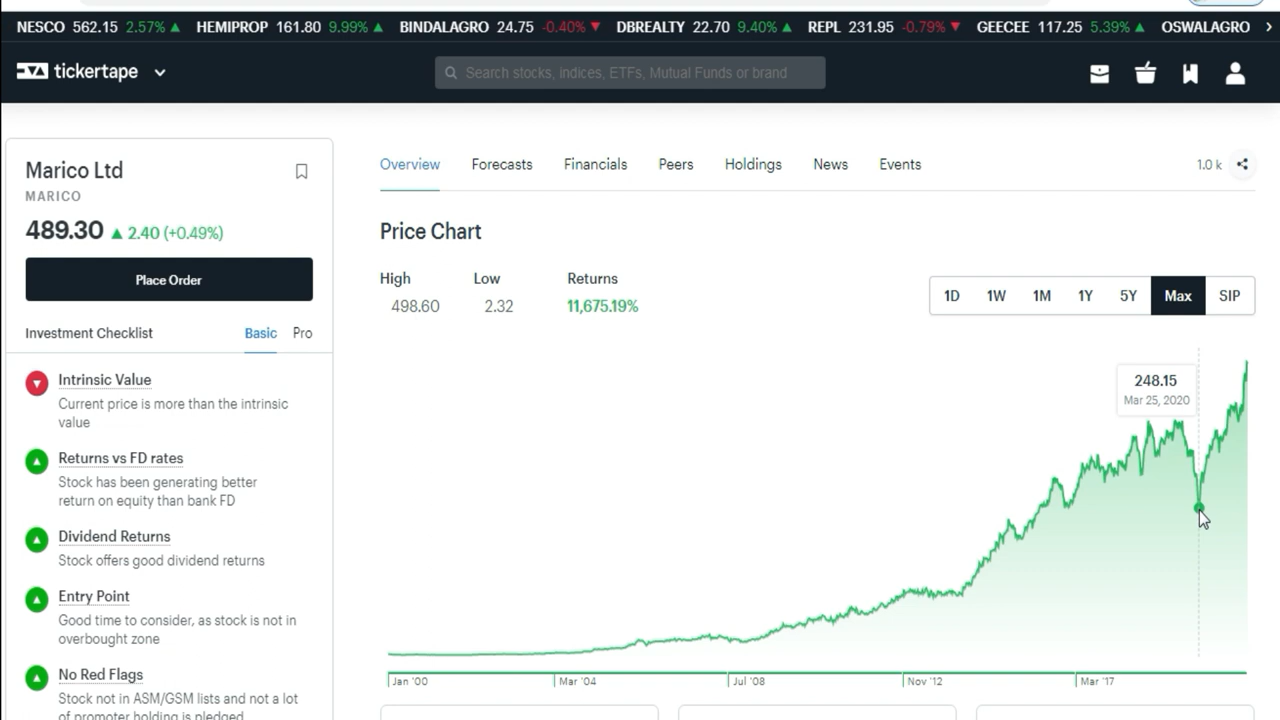 NESCO 562.15 2.57% ▲ HEMIPROP 161.80 9.99% ▲ BINDALAGRO 24.75 -0.40% ▼ DBREALTY 22.70 9.40% ▲ REPL 231.95 -0.79% ▼ GEECEE 117.25 5.39% ▲ OSWALAGRO
tickertape
Search stocks, indices, ETFs, Mutual Funds or brand
Marico Ltd
MARICO
489.30 ▲ 2.40 (+0.49%)
Place Order
Investment Checklist Basic Pro
Intrinsic Value
Current price is more than the intrinsic
value
Returns vs FD rates
Stock has been generating better
return on equity than bank FD
Dividend Returns
Stock offers good dividend returns
Entry Point
Good time to consider, as stock is not in
overbought zone
No Red Flags
Stock not in ASM/GSM lists and not a lot
of promoter holding is pledged
Overview Forecasts Financials Peers Holdings News Events
1.0 k
Price Chart
High Low Returns
498.60 2.32 11,675.19%
1D 1W 1M 1Y 5Y Max SIP
248.15
Mar 25, 2020
Jan '00 Mar '04 Jul '08 Nov '12 Mar '17